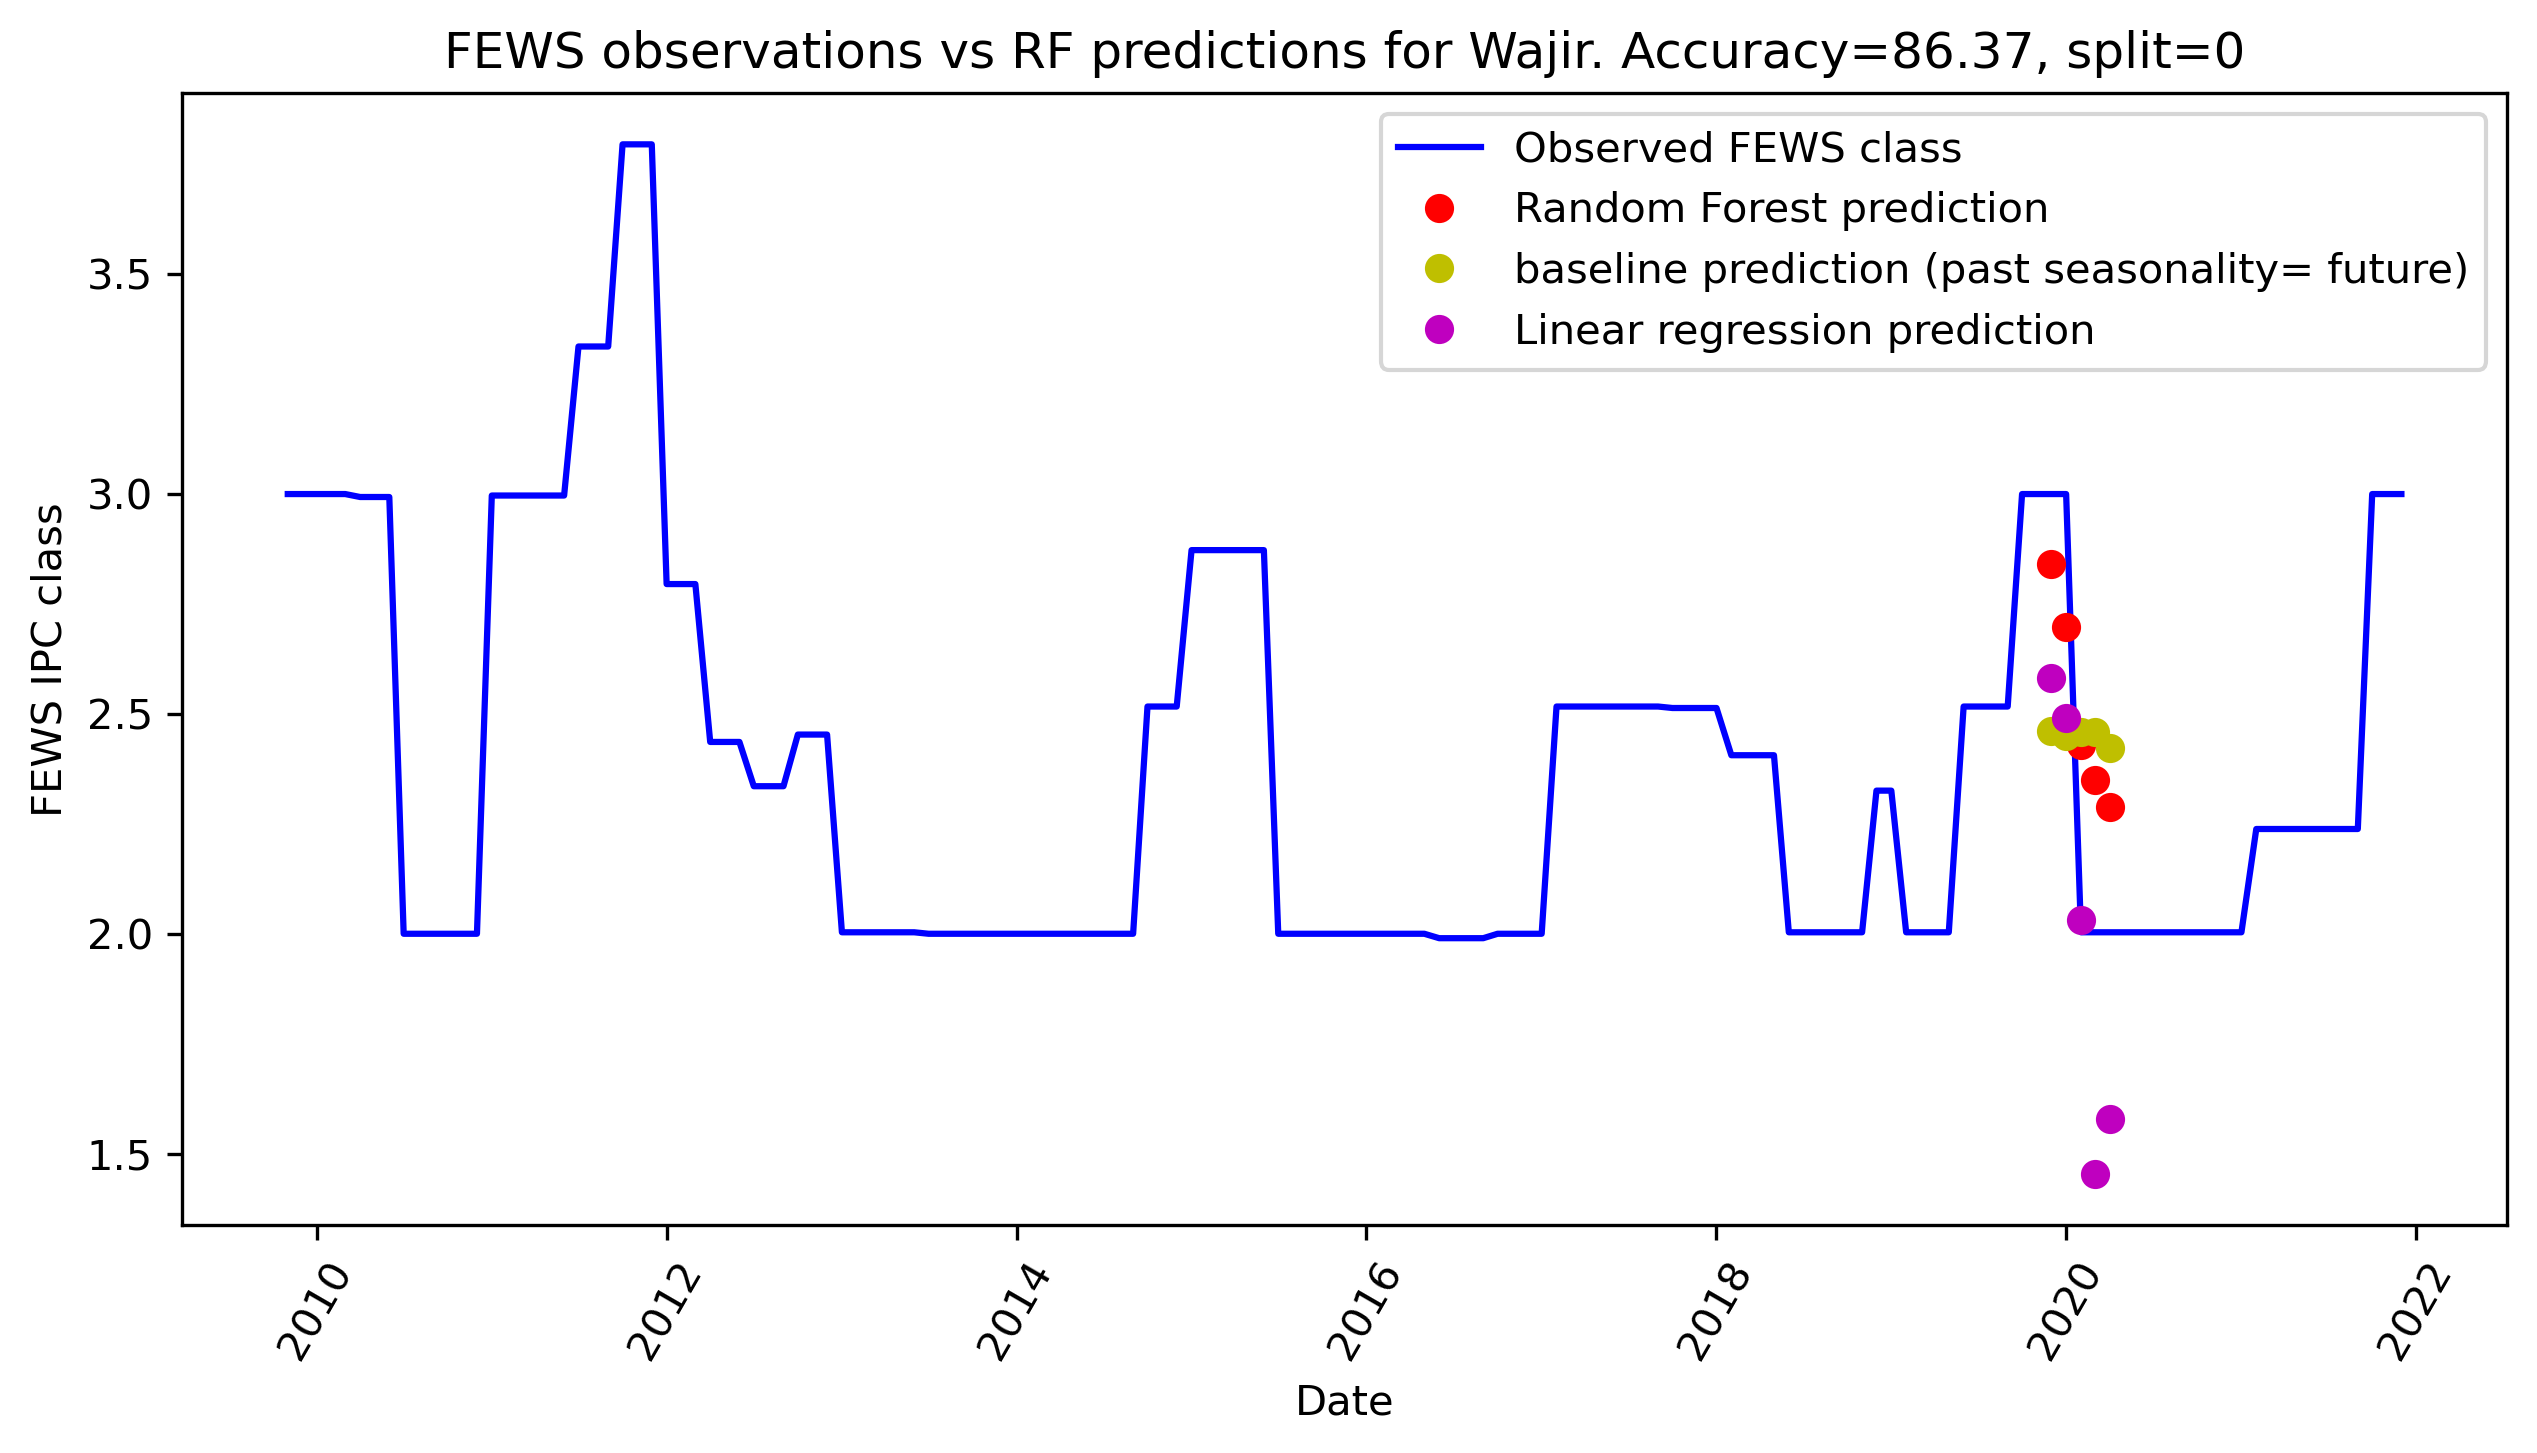 FEWS observations vs RF predictions for Wajir. Accuracy=86.37, split=0
Observed FEWS class
Random Forest prediction
baseline prediction (past seasonality= future)
Linear regression prediction
FEWS IPC class
3.5
3.0
2.5
2.0
1.5
2010
2012
2014
2016
2018
2020
2022
Date